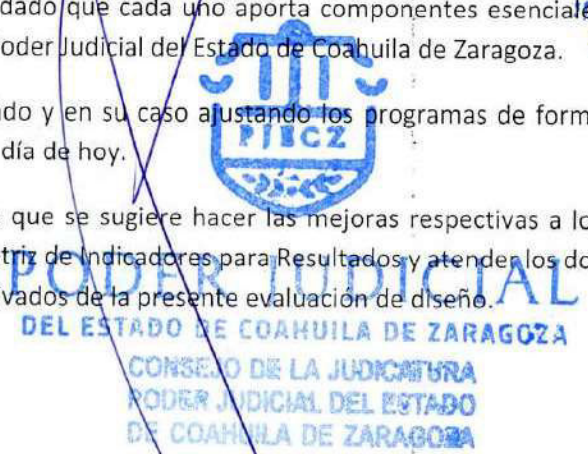 dado que cada uno aporta componentes esenciale
oder Judicial del Estado de Coahuila de Zaragoza.
do y en su caso ajustando los programas de form
día de hoy.
PJECZ
que se sugiere hacer las mejoras respectivas a lo
triz de Indicadores para Resultados y atender los do
vados de la presente evaluación de diseño.
PODER JUDICIAL
DEL ESTADO DE COAHUILA DE ZARAGOZA
CONSEJO DE LA JUDICATURA
PODER JUDICIAL DEL ESTADO
DE COAHUILA DE ZARAGOZA